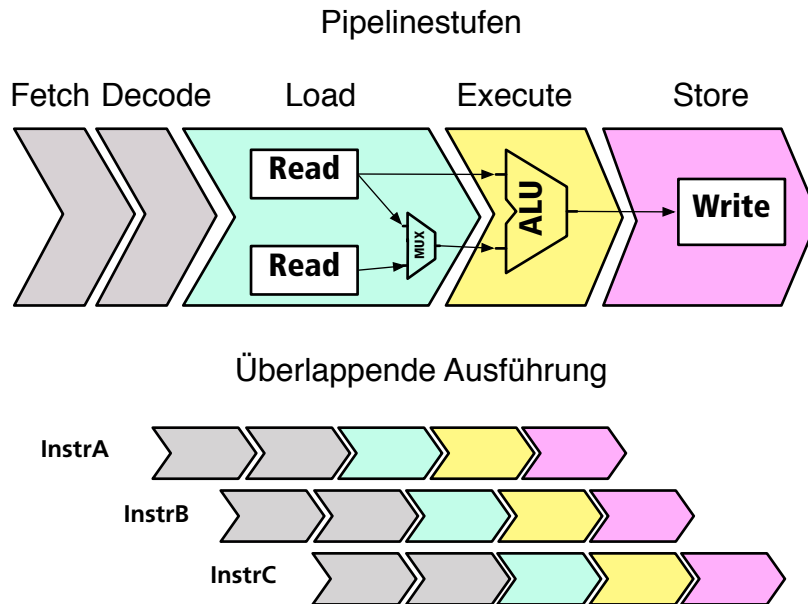 Pipelinestufen
Fetch Decode Load Execute Store
Read
Read
MUX
ALU
Write
Überlappende Ausführung
InstrA
InstrB
InstrC